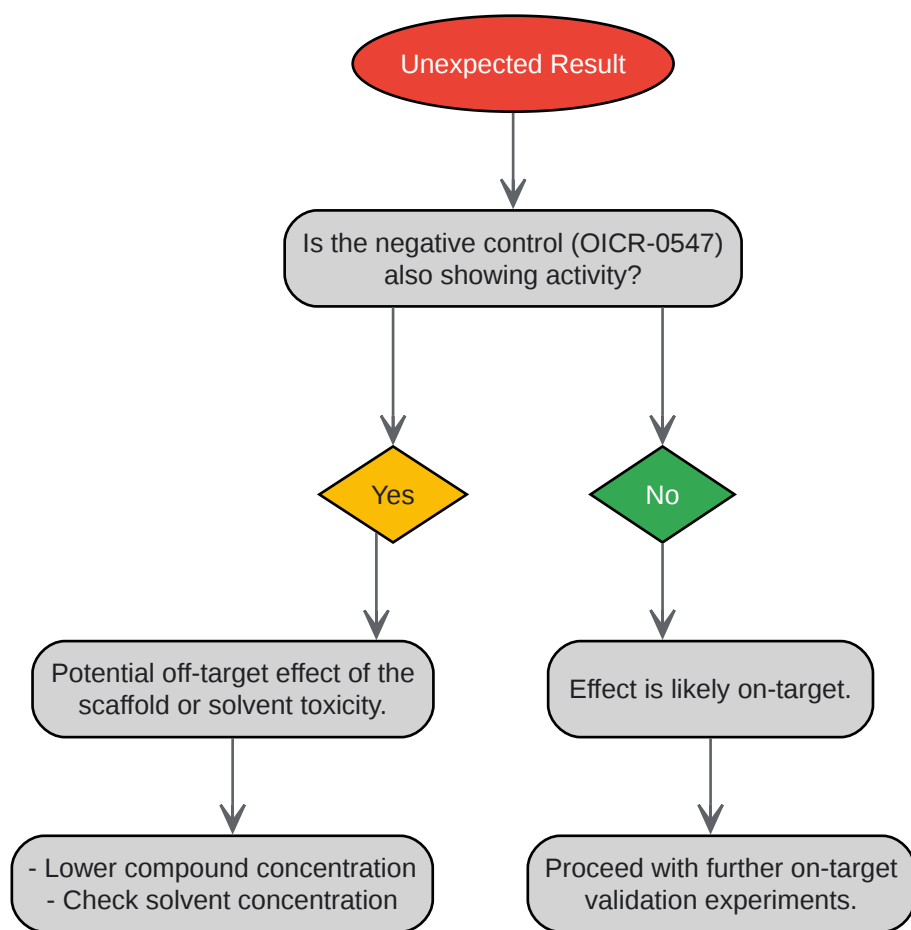 Unexpected Result
Is the negative control (OICR-0547)
also showing activity?
Yes
No
Potential off-target effect of the
scaffold or solvent toxicity.
Effect is likely on-target.
- Lower compound concentration
- Check solvent concentration
Proceed with further on-target
validation experiments.